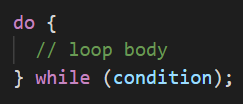 do {
  // loop body
} while (condition);